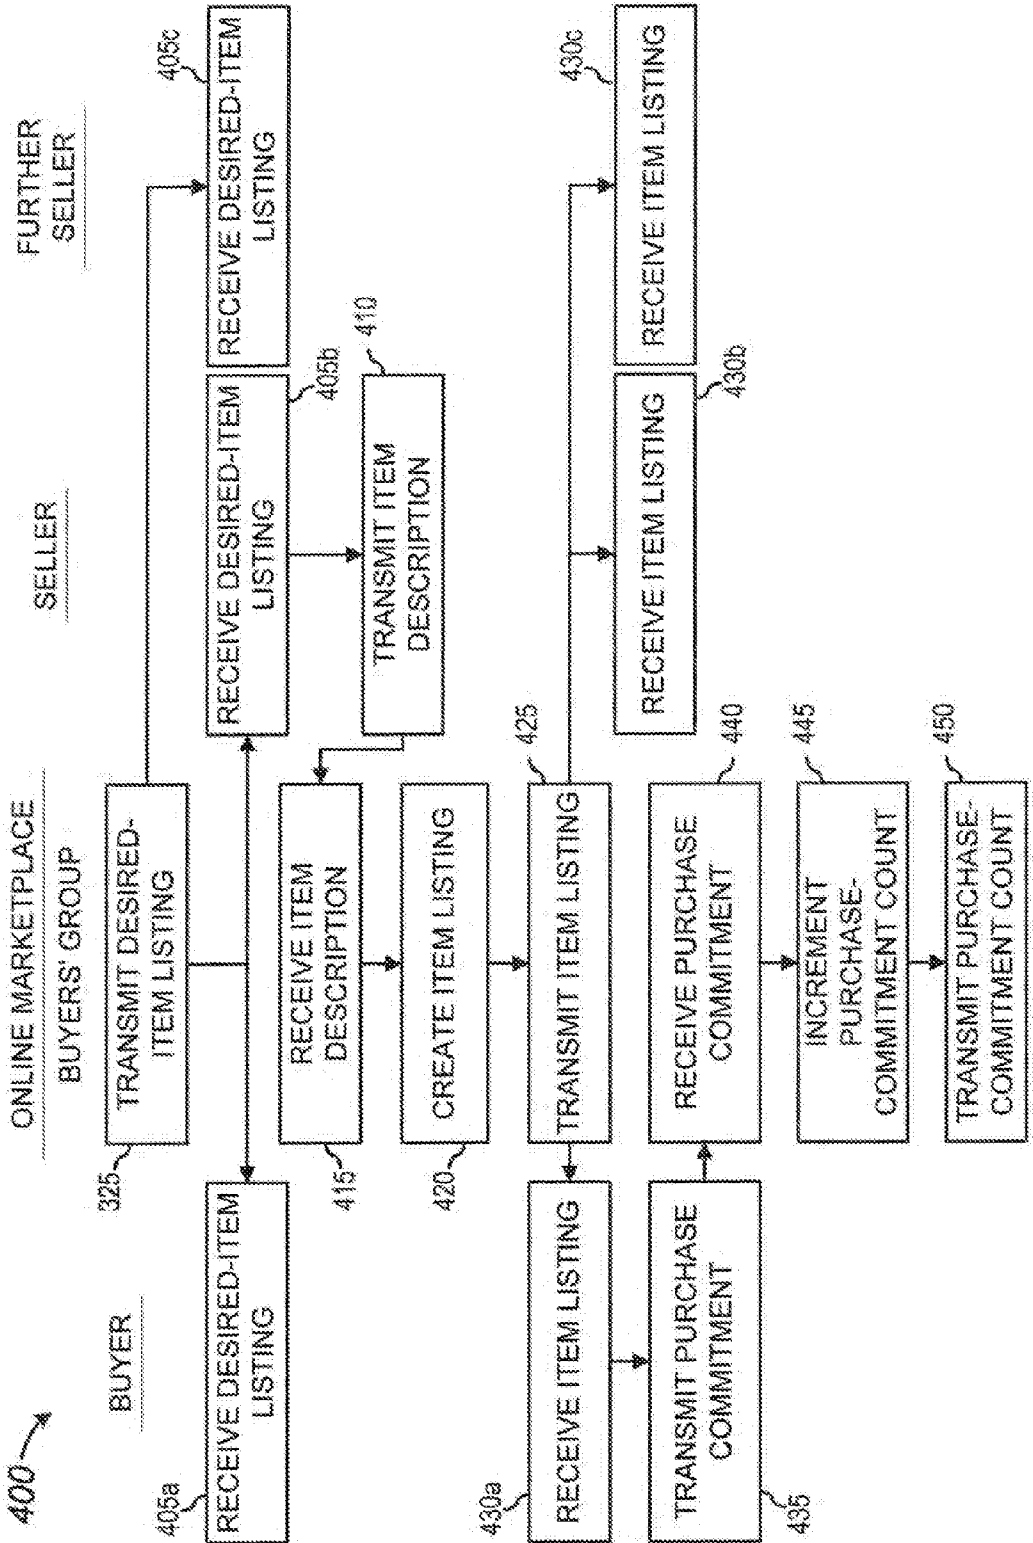 400
BUYER
ONLINE MARKETPLACE
BUYERS' GROUP
SELLER
FURTHER
SELLER
325
TRANSMIT DESIRED-
ITEM LISTING
405a
RECEIVE DESIRED-ITEM
LISTING
RECEIVE DESIRED-ITEM
LISTING
405b
RECEIVE DESIRED-ITEM
LISTING
405c
TRANSMIT ITEM
DESCRIPTION
410
415
RECEIVE ITEM
DESCRIPTION
420
CREATE ITEM LISTING
TRANSMIT ITEM LISTING
425
430a
RECEIVE ITEM LISTING
RECEIVE ITEM LISTING
430b
RECEIVE ITEM LISTING
430c
435
TRANSMIT PURCHASE
COMMITMENT
RECEIVE PURCHASE
COMMITMENT
440
INCREMENT
PURCHASE-
COMMITMENT COUNT
445
TRANSMIT PURCHASE-
COMMITMENT COUNT
450